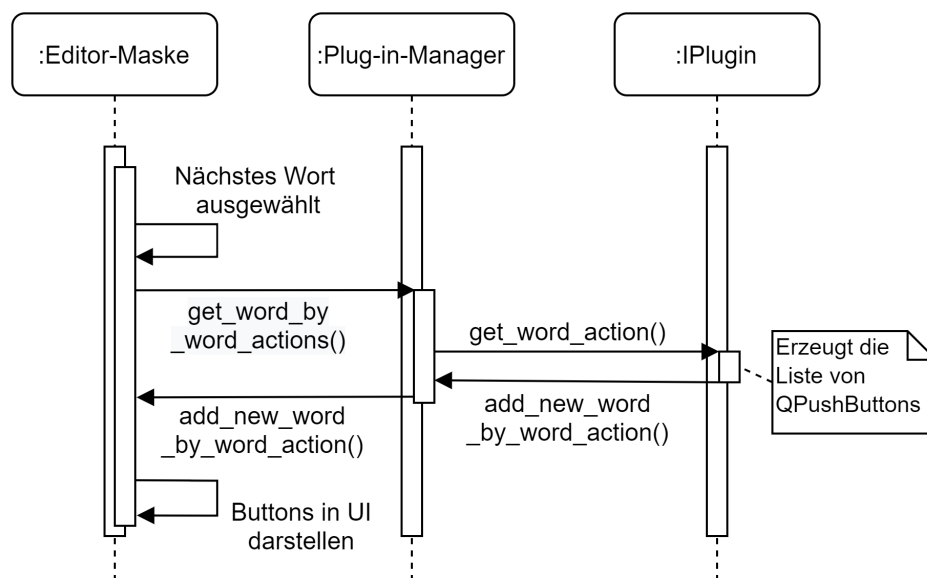 :Editor-Maske
:Plug-in-Manager
:IPlugin
Nächstes Wort
ausgewählt
get_word_by
_word_actions()
get_word_action()
Erzeugt die
Liste von
QPushButtons
add_new_word
_by_word_action()
add_new_word
_by_word_action()
Buttons in UI
darstellen